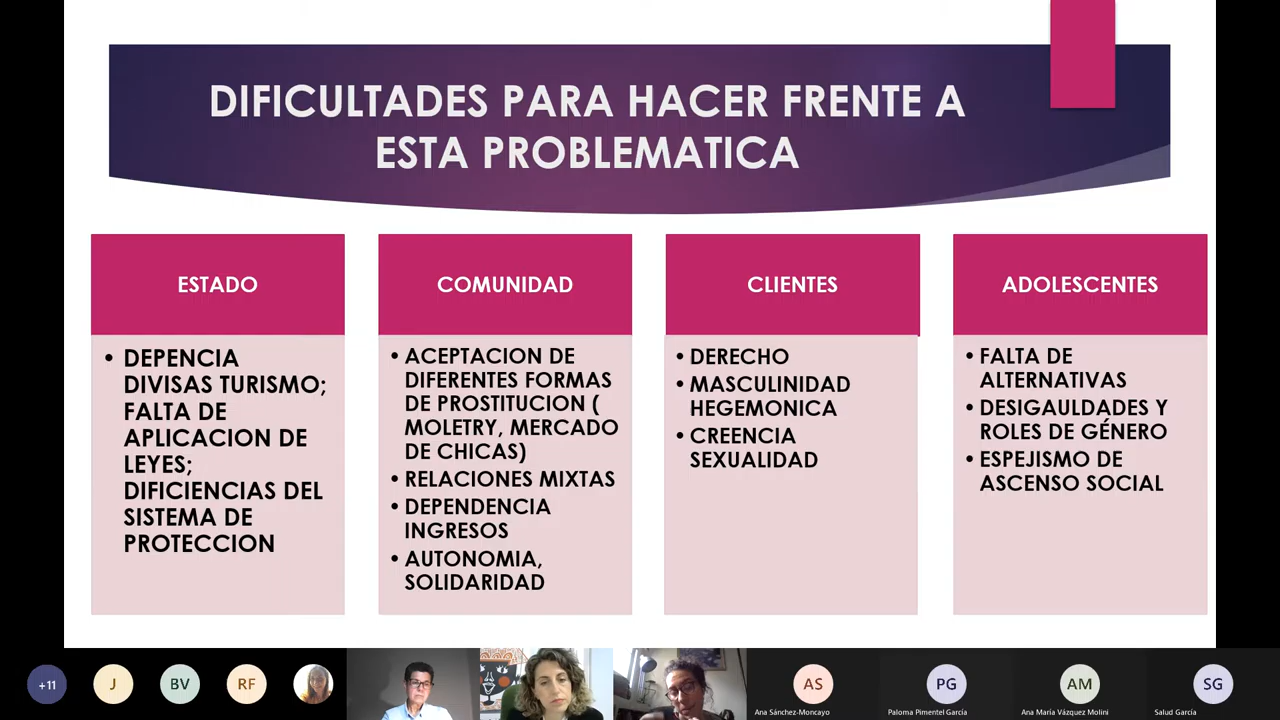 DIFICULTADES PARA HACER FRENTE A
ESTA PROBLEMATICA
ESTADO
• DEPENCIA
DIVISAS TURISMO;
FALTA DE
APLICACION DE
LEYES;
DIFICIENCIAS DEL
SISTEMA DE
PROTECCION
COMUNIDAD
• ACEPTACION DE
DIFERENTES FORMAS
DE PROSTITUCION (
MOLETRY, MERCADO
DE CHICAS)
• RELACIONES MIXTAS
• DEPENDENCIA
INGRESOS
• AUTONOMIA,
SOLIDARIDAD
CLIENTES
• DERECHO
• MASCULINIDAD
HEGEMONICA
• CREENCIA
SEXUALIDAD
ADOLESCENTES
• FALTA DE
ALTERNATIVAS
• DESIGAULDADES Y
ROLES DE GÉNERO
• ESPEJISMO DE
ASCENSO SOCIAL
+11
J
BV
RF
AS
Ana Sánchez-Moncayo
PG
Paloma Pimentel García
AM
Ana María Vázquez Molini
SG
Salud García